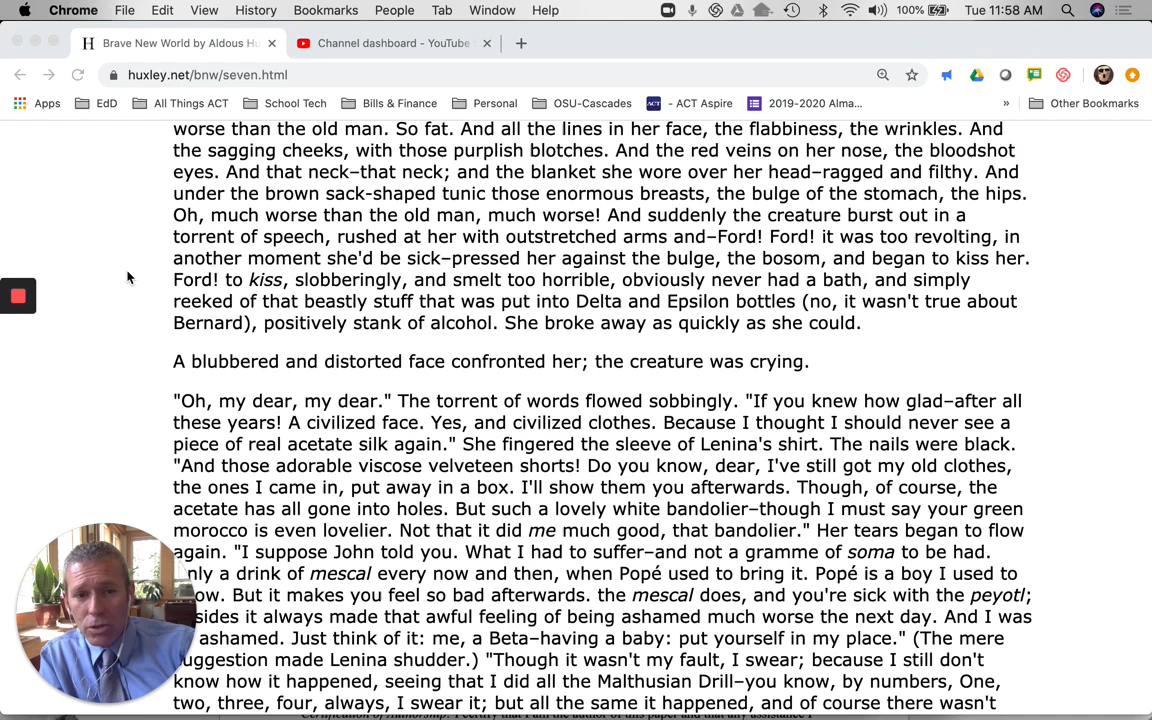 Chrome File Edit View History Bookmarks People Tab Window Help 100% Tue 11:58 AM
H Brave New World by Aldous Hu × Channel dashboard - YouTube × +
huxley.net/bnw/seven.html
Apps EdD All Things ACT School Tech Bills & Finance Personal OSU-Cascades ACT - ACT Aspire 2019-2020 Alma... » Other Bookmarks
worse than the old man. So fat. And all the lines in her face, the flabbiness, the wrinkles. And
the sagging cheeks, with those purplish blotches. And the red veins on her nose, the bloodshot
eyes. And that neck–that neck; and the blanket she wore over her head–ragged and filthy. And
under the brown sack-shaped tunic those enormous breasts, the bulge of the stomach, the hips.
Oh, much worse than the old man, much worse! And suddenly the creature burst out in a
torrent of speech, rushed at her with outstretched arms and–Ford! Ford! it was too revolting, in
another moment she'd be sick–pressed her against the bulge, the bosom, and began to kiss her.
Ford! to kiss, slobberingly, and smelt too horrible, obviously never had a bath, and simply
reeked of that beastly stuff that was put into Delta and Epsilon bottles (no, it wasn't true about
Bernard), positively stank of alcohol. She broke away as quickly as she could.
A blubbered and distorted face confronted her; the creature was crying.
"Oh, my dear, my dear." The torrent of words flowed sobbingly. "If you knew how glad–after all
these years! A civilized face. Yes, and civilized clothes. Because I thought I should never see a
piece of real acetate silk again." She fingered the sleeve of Lenina's shirt. The nails were black.
"And those adorable viscose velveteen shorts! Do you know, dear, I've still got my old clothes,
the ones I came in, put away in a box. I'll show them you afterwards. Though, of course, the
acetate has all gone into holes. But such a lovely white bandolier–though I must say your green
morocco is even lovelier. Not that it did me much good, that bandolier." Her tears began to flow
again. "I suppose John told you. What I had to suffer–and not a gramme of soma to be had.
nly a drink of mescal every now and then, when Popé used to bring it. Popé is a boy I used to
ow. But it makes you feel so bad afterwards. the mescal does, and you're sick with the peyotl;
sides it always made that awful feeling of being ashamed much worse the next day. And I was
ashamed. Just think of it: me, a Beta–having a baby: put yourself in my place." (The mere
uggestion made Lenina shudder.) "Though it wasn't my fault, I swear; because I still don't
know how it happened, seeing that I did all the Malthusian Drill–you know, by numbers, One,
two, three, four, always, I swear it; but all the same it happened, and of course there wasn't